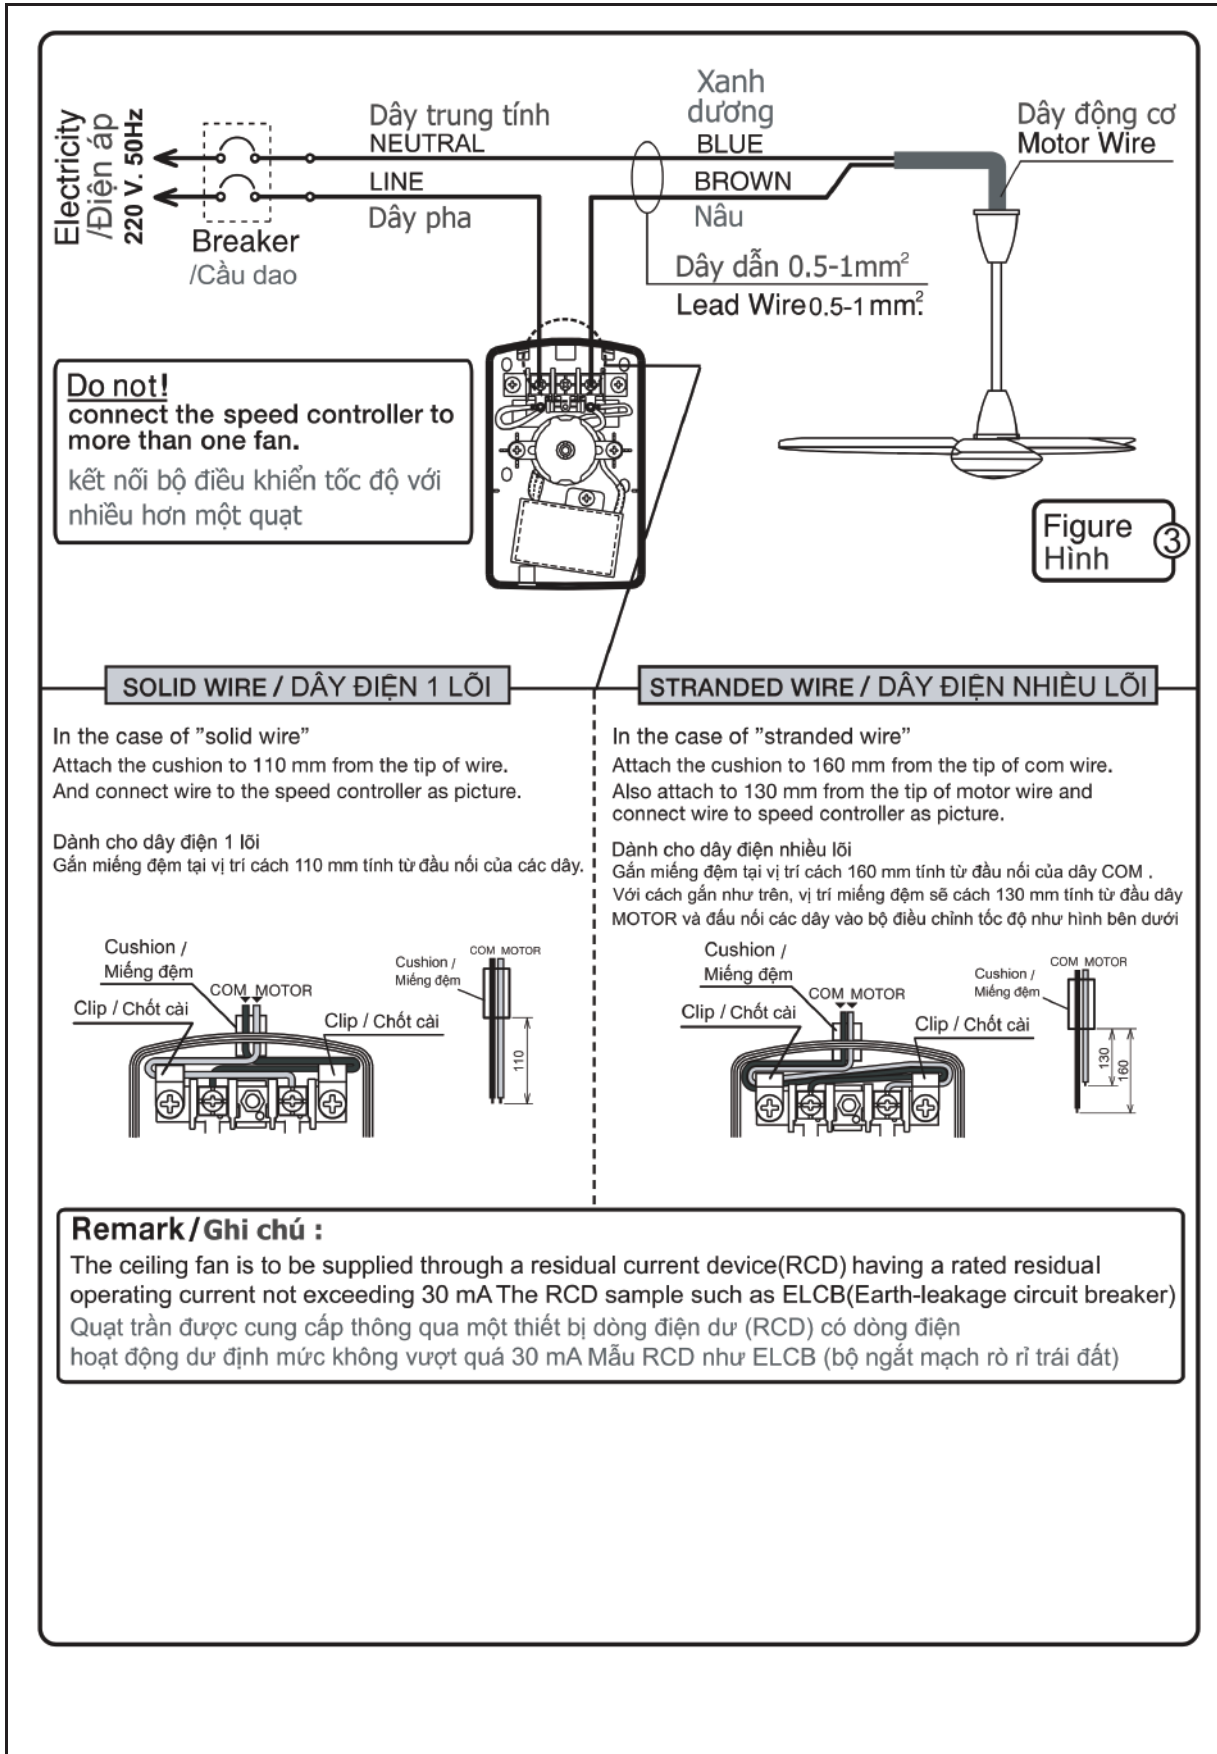 Electricity
/Điện áp
220 V. 50Hz
Breaker
/Cầu dao
Dây trung tính
NEUTRAL
LINE
Dây pha
Xanh
dương
BLUE
BROWN
Nâu
Dây dẫn 0.5-1mm²
Lead Wire 0.5-1 mm².
Dây động cơ
Motor Wire
Do not!
connect the speed controller to
more than one fan.
kết nối bộ điều khiển tốc độ với
nhiều hơn một quạt
Figure
Hình
3
SOLID WIRE / DÂY ĐIỆN 1 LÕI
In the case of "solid wire"
Attach the cushion to 110 mm from the tip of wire.
And connect wire to the speed controller as picture.
Dành cho dây điện 1 lõi
Gắn miếng đệm tại vị trí cách 110 mm tính từ đầu nối của các dây.
Cushion /
Miếng đệm
COM MOTOR
Clip / Chốt cài
Clip / Chốt cài
Cushion /
Miếng đệm
COM MOTOR
110
STRANDED WIRE / DÂY ĐIỆN NHIỀU LÕI
In the case of "stranded wire"
Attach the cushion to 160 mm from the tip of com wire.
Also attach to 130 mm from the tip of motor wire and
connect wire to speed controller as picture.
Dành cho dây điện nhiều lõi
Gắn miếng đệm tại vị trí cách 160 mm tính từ đầu nối của dây COM .
Với cách gắn như trên, vị trí miếng đệm sẽ cách 130 mm tính từ đầu dây
MOTOR và đấu nối các dây vào bộ điều chỉnh tốc độ như hình bên dưới
Cushion /
Miếng đệm
COM MOTOR
Clip / Chốt cài
Clip / Chốt cài
Cushion /
Miếng đệm
COM MOTOR
130
160
Remark/Ghi chú :
The ceiling fan is to be supplied through a residual current device(RCD) having a rated residual
operating current not exceeding 30 mA The RCD sample such as ELCB(Earth-leakage circuit breaker)
Quạt trần được cung cấp thông qua một thiết bị dòng điện dư (RCD) có dòng điện
hoạt động dư định mức không vượt quá 30 mA Mẫu RCD như ELCB (bộ ngắt mạch rò rỉ trái đất)